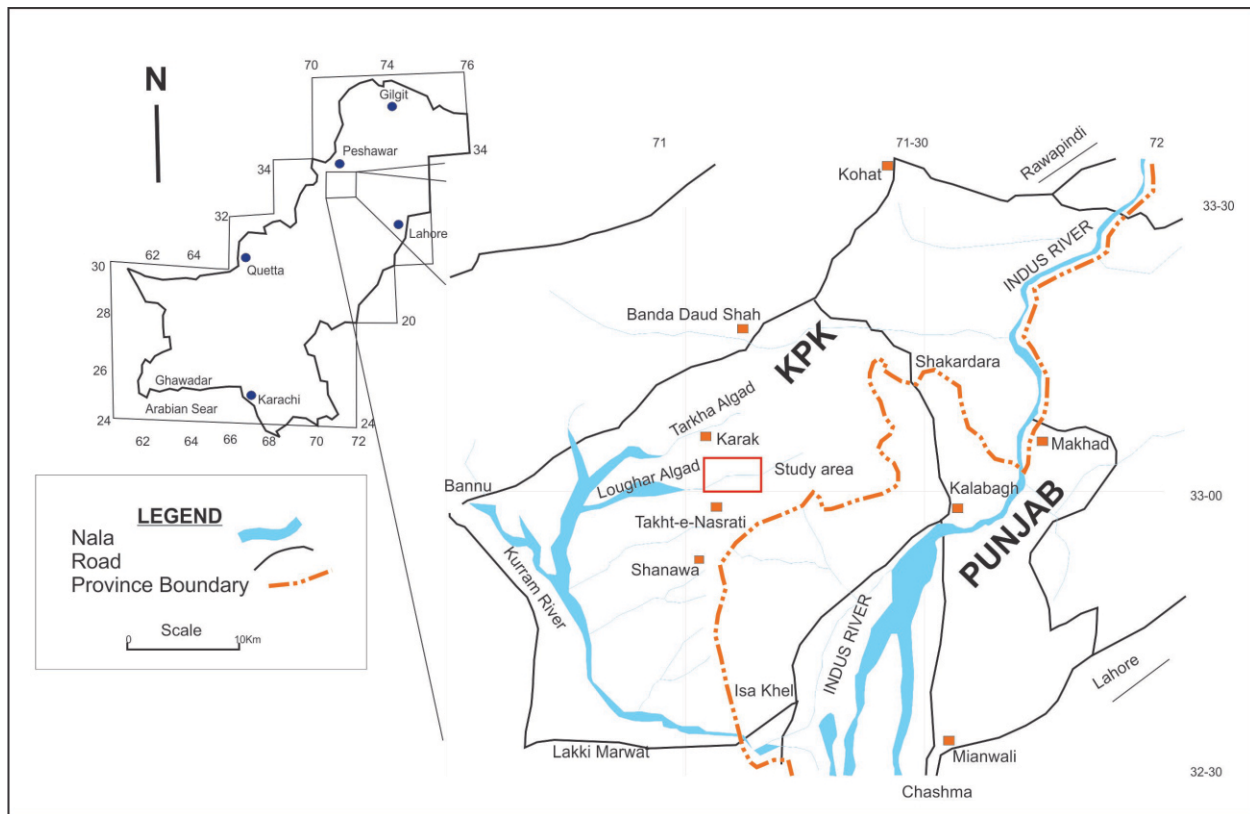 N
70
74
76
Gilgit
Peshawar
34
34
32
Lahore
62
64
30
Quetta
28
20
26
Ghawadar
Karachi
Arabian Sear
24
24
62
64
66
68
70
72
LEGEND
Nala
Road
Province Boundary
Scale
0
10Km
71
71-30
72
Kohat
Rawapindi
33-30
INDUS RIVER
Banda Daud Shah
KPK
Shakardara
Tarkha Algad
Karak
Makhad
Loughar Algad
Study area
Bannu
Kalabagh
33-00
Takht-e-Nasrati
PUNJAB
Shanawa
Kurram River
INDUS RIVER
Lahore
Isa Khel
Lakki Marwat
Mianwali
32-30
Chashma